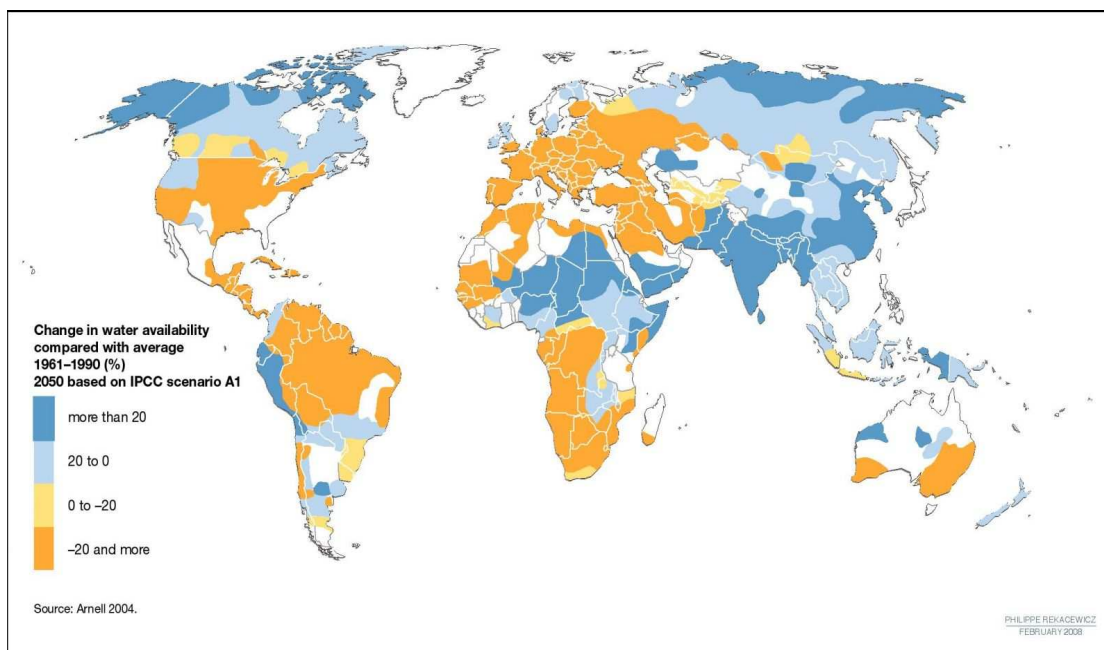 Change in water availability
compared with average
1961–1990 (%)
2050 based on IPCC scenario A1
more than 20
20 to 0
0 to –20
–20 and more
Source: Arnell 2004.
PHILIPPE REKACEWICZ
FEBRUARY 2008